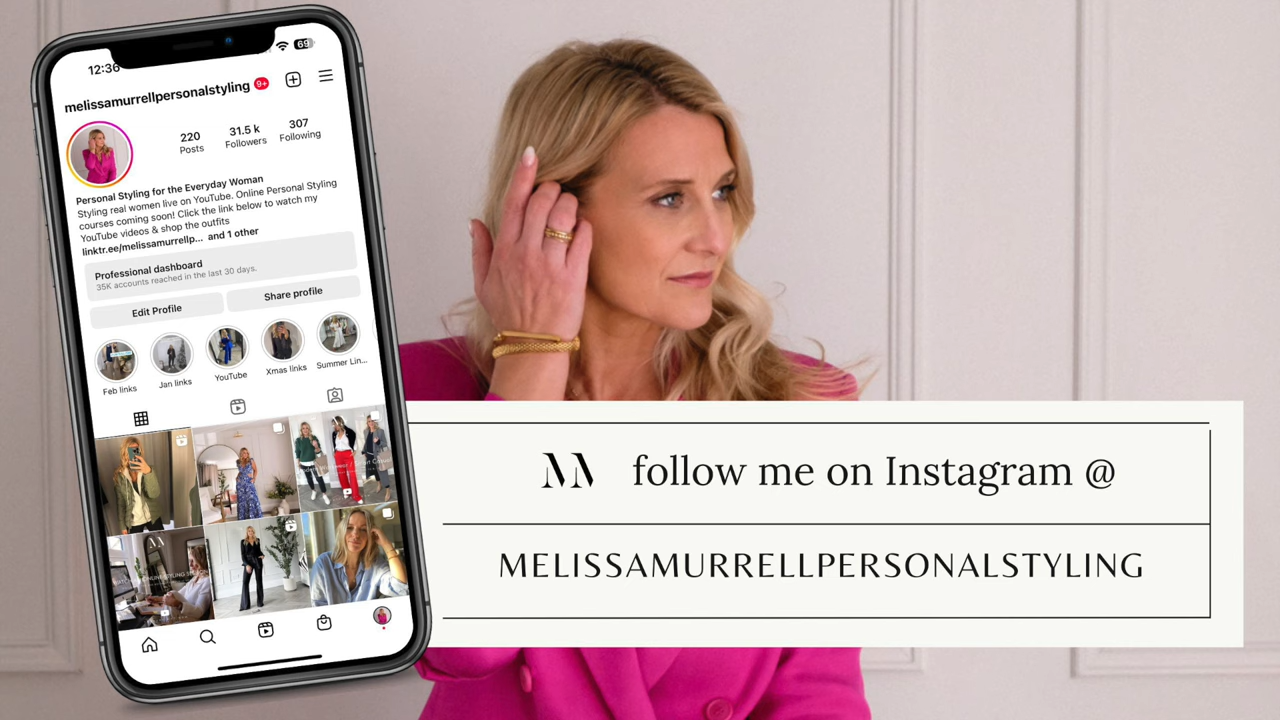 12:36
69
melissamurrellpersonalstyling 9+
220 31.5 k 307
Posts Followers Following
Personal Styling for the Everyday Woman
Styling real women live on YouTube. Online Personal Styling
courses coming soon! Click the link below to watch my
YouTube videos & shop the outfits
linktr.ee/melissamurrellp... and 1 other
Professional dashboard
35K accounts reached in the last 30 days.
Edit Profile Share profile
Feb links Jan links YouTube Xmas links Summer Lin...
follow me on Instagram @
MELISSAMURRELLPERSONALSTYLING